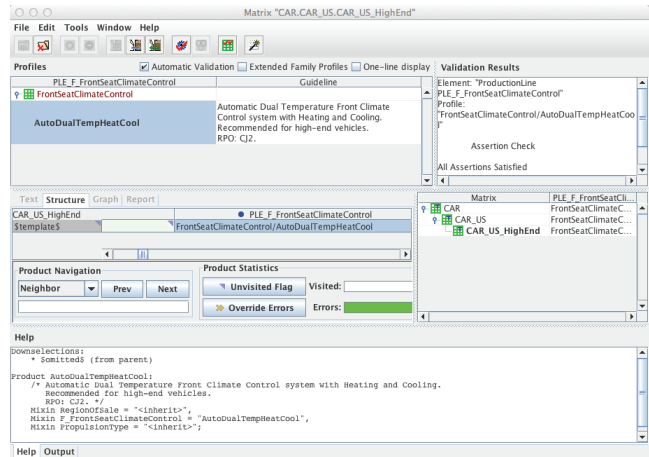 Matrix "CAR.CAR_US.CAR_US_HighEnd"
File Edit Tools Window Help
Profiles
Automatic Validation Extended Family Profiles One-line display
Validation Results
PLE_F_FrontSeatClimateControl Guideline
FrontSeatClimateControl
AutoDualTempHeatCool
Automatic Dual Temperature Front Climate
Control system with Heating and Cooling.
Recommended for high-end vehicles.
RPO: CJ2.
Element: "ProductionLine
PLE_F_FrontSeatClimateControl"
Profile:
"FrontSeatClimateControl/AutoDualTempHeatCoo
l"
Assertion Check
All Assertions Satisfied
Text Structure Graph Report
CAR_US_HighEnd PLE_F_FrontSeatClimateControl
$template$ FrontSeatClimateControl/AutoDualTempHeatCool
Matrix PLE_F_FrontSeatCli...
CAR FrontSeatClimateC...
CAR_US FrontSeatClimateC...
CAR_US_HighEnd FrontSeatClimateC...
Product Navigation
Neighbor Prev Next
Product Statistics
Unvisited Flag Visited:
Override Errors Errors:
Help
Downselections:
* $omitted$ (from parent)
Product AutoDualTempHeatCool:
/* Automatic Dual Temperature Front Climate Control system with Heating and Cooling.
Recommended for high-end vehicles.
RPO: CJ2. */
Mixin RegionOfSale = "<inherit>",
Mixin F_FrontSeatClimateControl = "AutoDualTempHeatCool",
Mixin PropulsionType = "<inherit>";
Help Output